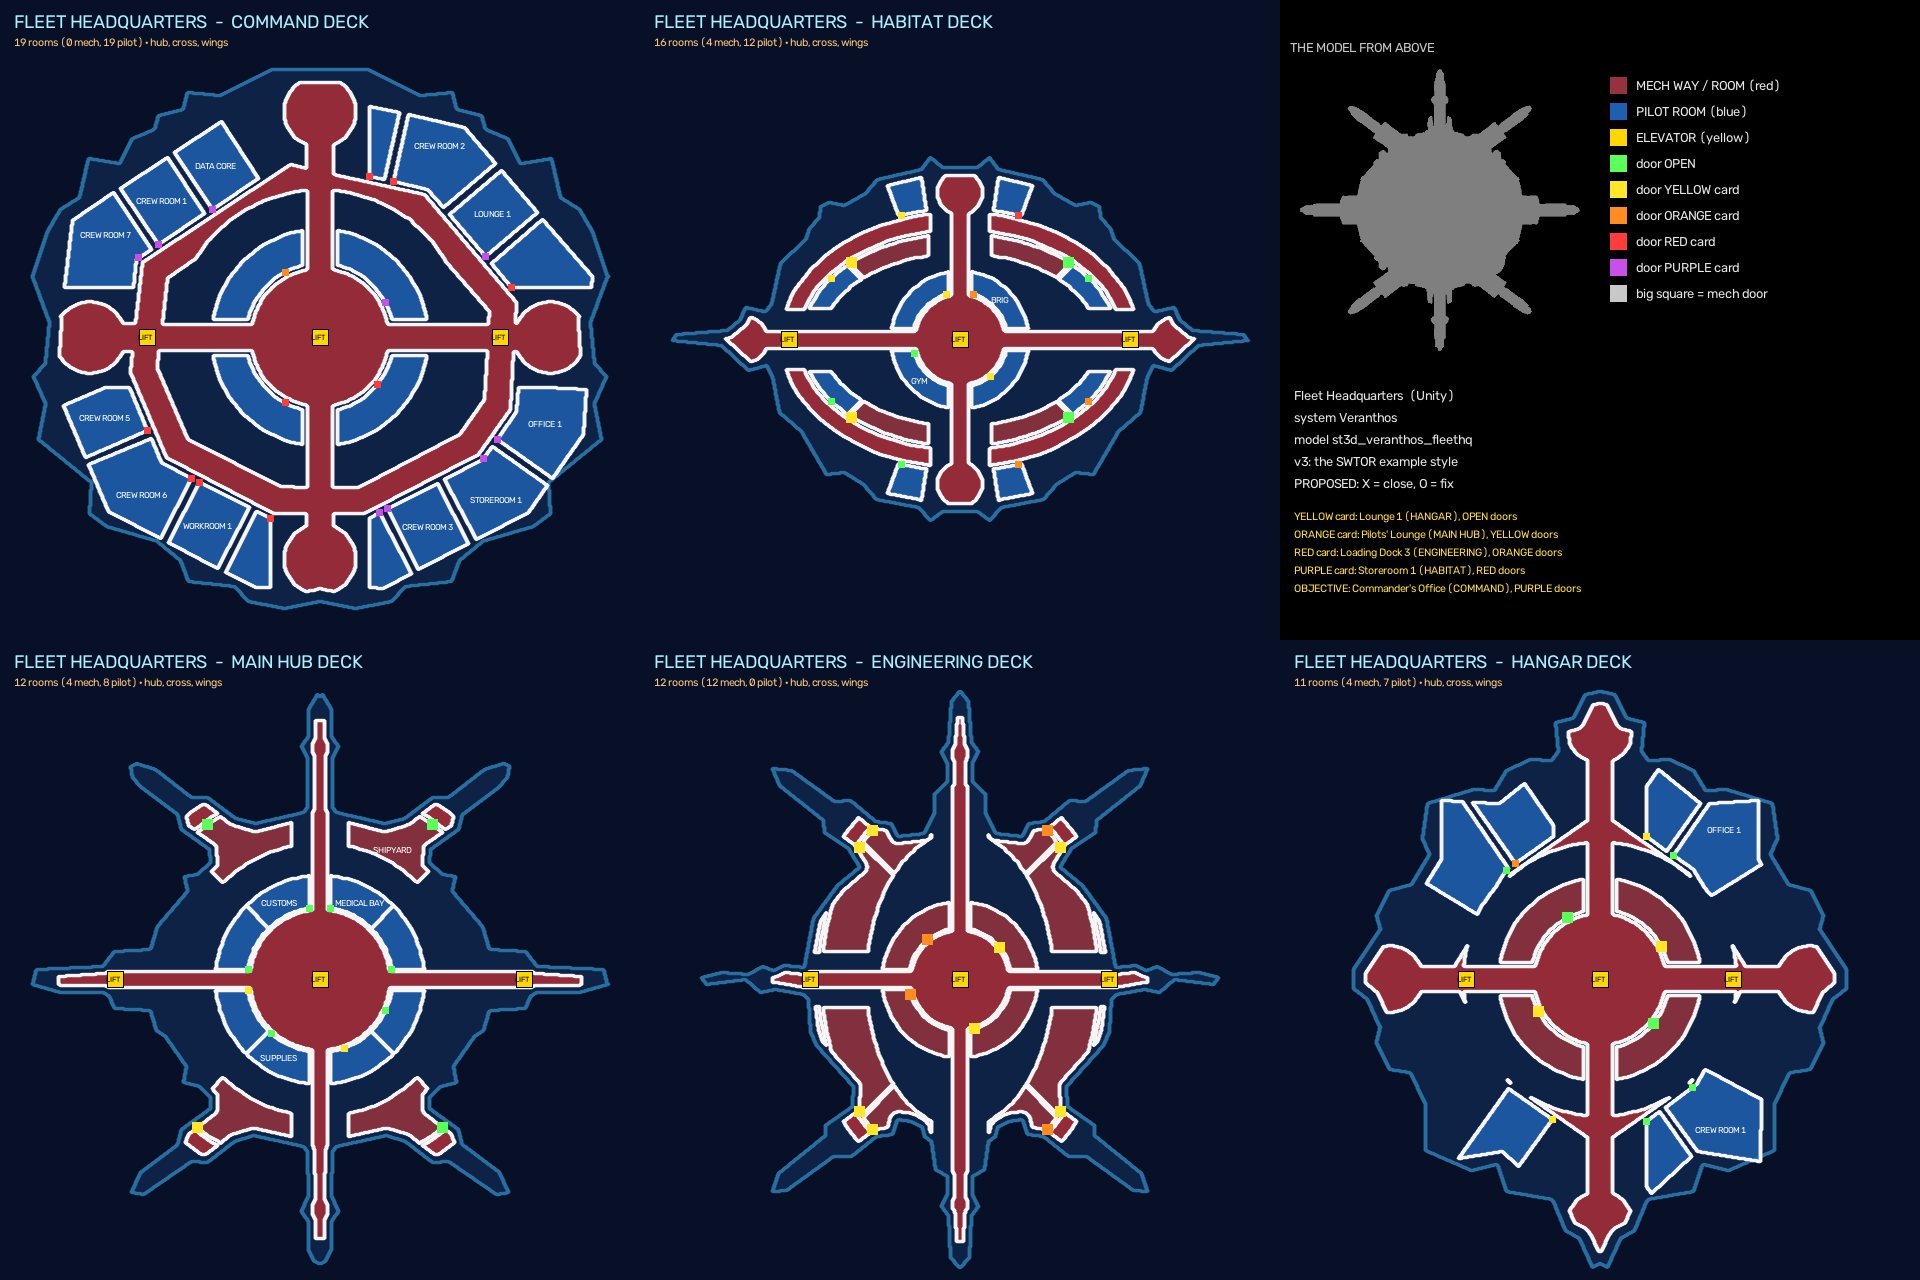 FLEET HEADQUARTERS - COMMAND DECK
19 rooms (0 mech, 19 pilot) • hub, cross, wings
CREW ROOM 2
DATA CORE
CREW ROOM 1
LOUNGE 1
CREW ROOM 7
LIFT
LIFT
LIFT
CREW ROOM 5
OFFICE 1
CREW ROOM 6
STOREROOM 1
WORKROOM 1
CREW ROOM 3
FLEET HEADQUARTERS - HABITAT DECK
16 rooms (4 mech, 12 pilot) • hub, cross, wings
BRIG
LIFT
LIFT
LIFT
GYM
THE MODEL FROM ABOVE
MECH WAY / ROOM (red)
PILOT ROOM (blue)
ELEVATOR (yellow)
door OPEN
door YELLOW card
door ORANGE card
door RED card
door PURPLE card
big square = mech door
Fleet Headquarters (Unity)
system Veranthos
model st3d_veranthos_fleethq
v3: the SWTOR example style
PROPOSED: X = close, O = fix
YELLOW card: Lounge 1 (HANGAR), OPEN doors
ORANGE card: Pilots' Lounge (MAIN HUB), YELLOW doors
RED card: Loading Dock 3 (ENGINEERING), ORANGE doors
PURPLE card: Storeroom 1 (HABITAT), RED doors
OBJECTIVE: Commander's Office (COMMAND), PURPLE doors
FLEET HEADQUARTERS - MAIN HUB DECK
12 rooms (4 mech, 8 pilot) • hub, cross, wings
SHIPYARD
CUSTOMS
MEDICAL BAY
LIFT
LIFT
LIFT
SUPPLIES
FLEET HEADQUARTERS - ENGINEERING DECK
12 rooms (12 mech, 0 pilot) • hub, cross, wings
LIFT
LIFT
LIFT
FLEET HEADQUARTERS - HANGAR DECK
11 rooms (4 mech, 7 pilot) • hub, cross, wings
OFFICE 1
LIFT
LIFT
LIFT
CREW ROOM 1